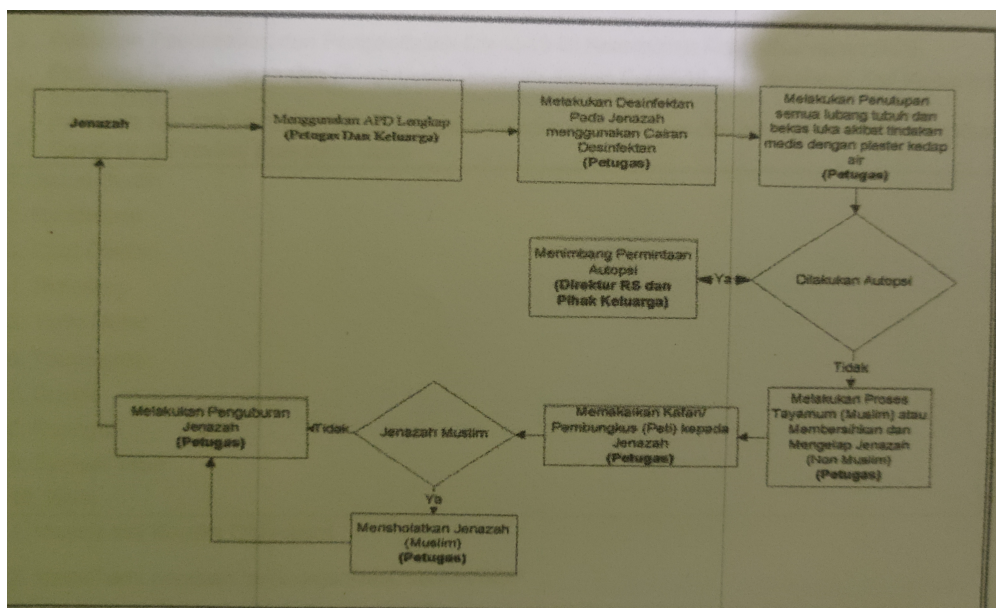 Jenazah
Menggunakan APD Lengkap
(Petugas Dan Keluarga)
Melakukan Desinfektan
Pada Jenazah
menggunakan Cairan
Desinfektan
(Petugas)
Melakukan Penutupan
semua lubang tubuh dan
bekas luka akibat tindakan
medis dengan plester kedap
air
(Petugas)
Menimbang Permintaan
Autopsi
(Direktur RS dan
Pihak Keluarga)
Ya
Dilakukan Autopsi
Tidak
Melakukan Proses
Tayamum (Muslim) atau
Membersihkan dan
Mengelap Jenazah
(Non Muslim)
(Petugas)
Memakaikan Kafan/
Pembungkus (Peti) kepada
Jenazah
(Petugas)
Jenazah Muslim
Tidak
Melakukan Penguburan
Jenazah
(Petugas)
Ya
Mensholatkan Jenazah
(Muslim)
(Petugas)